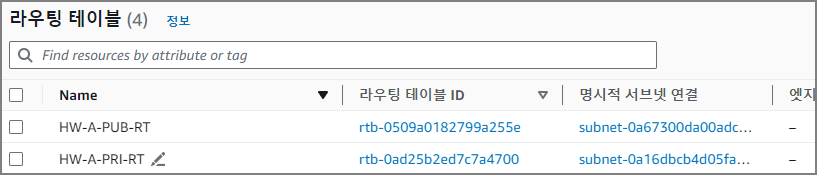 라우팅 테이블 (4) 정보
Find resources by attribute or tag
Name 라우팅 테이블 ID 명시적 서브넷 연결 엣지
HW-A-PUB-RT rtb-0509a0182799a255e subnet-0a67300da00adc... –
HW-A-PRI-RT rtb-0ad25b2ed7c7a4700 subnet-0a16dbcb4d05fa... –